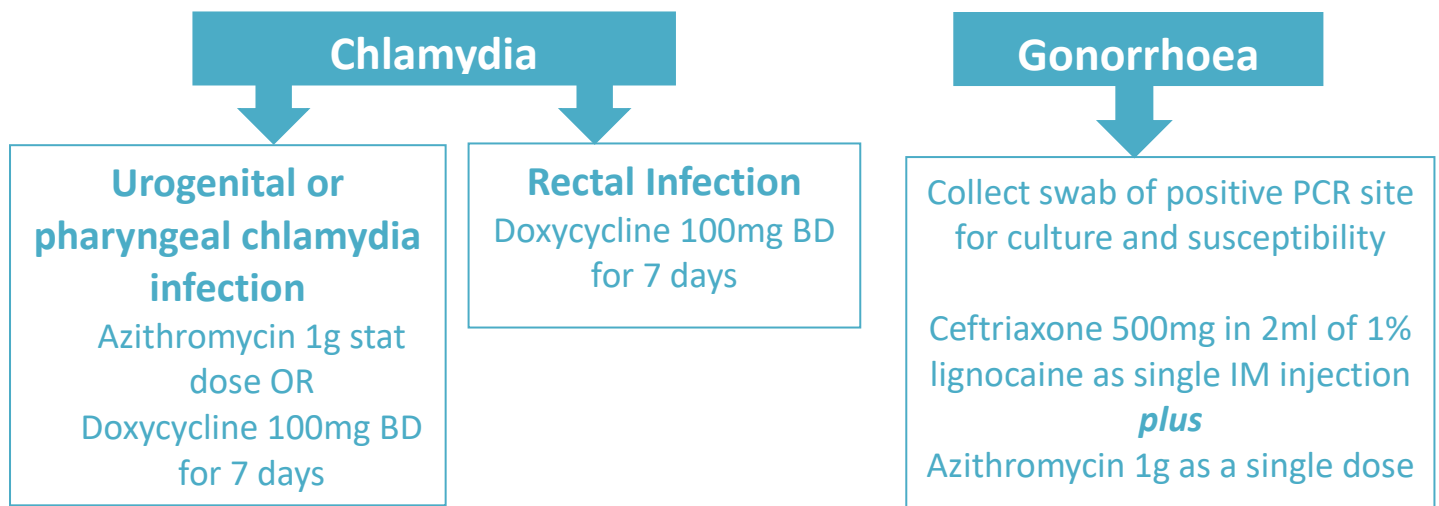 Chlamydia
Urogenital or
pharyngeal chlamydia
infection
Azithromycin 1g stat
dose OR
Doxycycline 100mg BD
for 7 days
Rectal Infection
Doxycycline 100mg BD
for 7 days
Gonorrhoea
Collect swab of positive PCR site
for culture and susceptibility
Ceftriaxone 500mg in 2ml of 1%
lignocaine as single IM injection
plus
Azithromycin 1g as a single dose